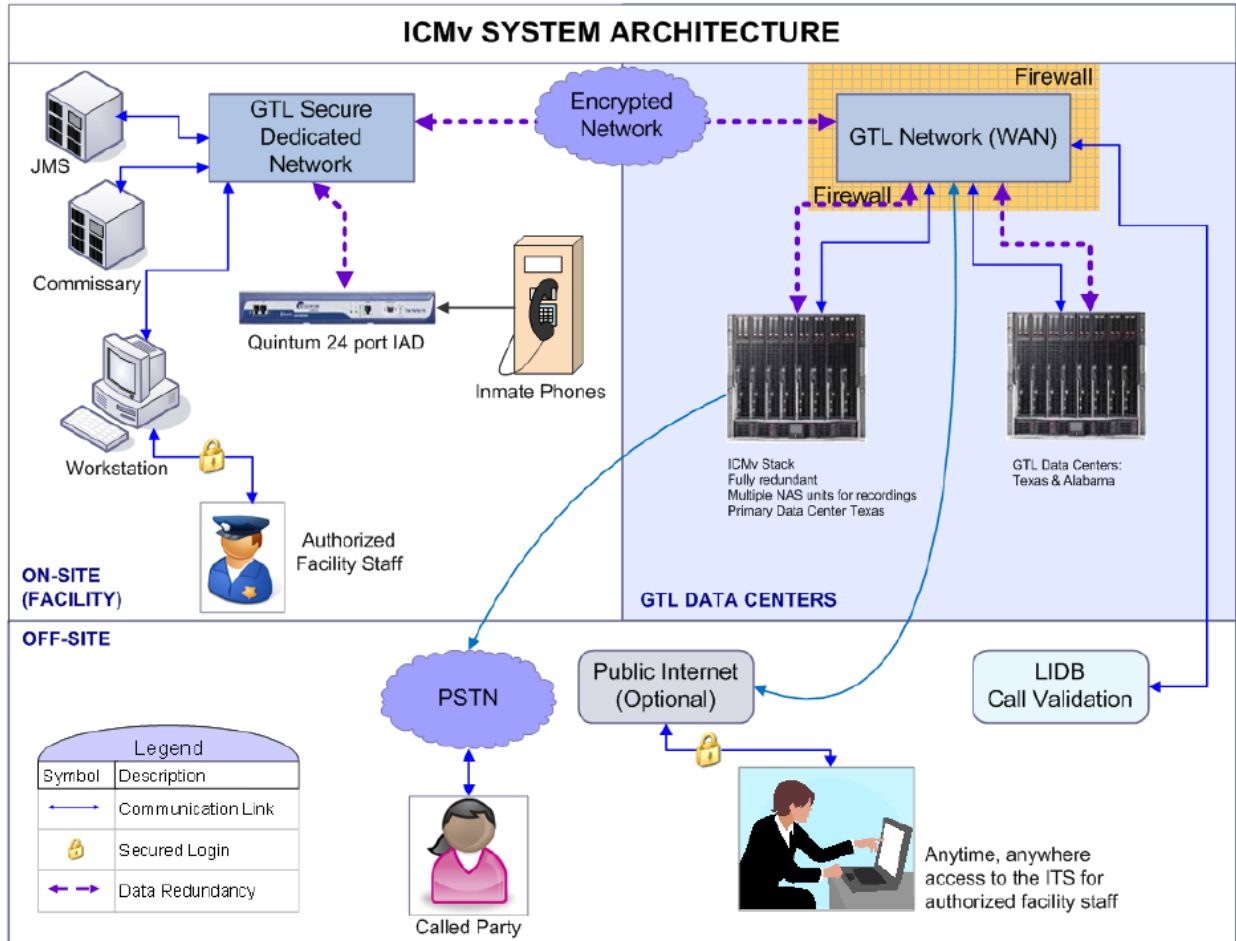 ICMv SYSTEM ARCHITECTURE
JMS
GTL Secure
Dedicated
Network
Encrypted
Network
Firewall
GTL Network (WAN)
Firewall
Commissary
Quintum 24 port IAD
Inmate Phones
Workstation
Authorized
Facility Staff
ON-SITE
(FACILITY)
ICMv Stack
Fully redundant
Multiple NAS units for recordings
Primary Data Center Texas
GTL Data Centers:
Texas & Alabama
GTL DATA CENTERS
OFF-SITE
PSTN
Public Internet
(Optional)
LIDB
Call Validation
Legend
Symbol Description
Communication Link
Secured Login
Data Redundancy
Called Party
Anytime, anywhere
access to the ITS for
authorized facility staff